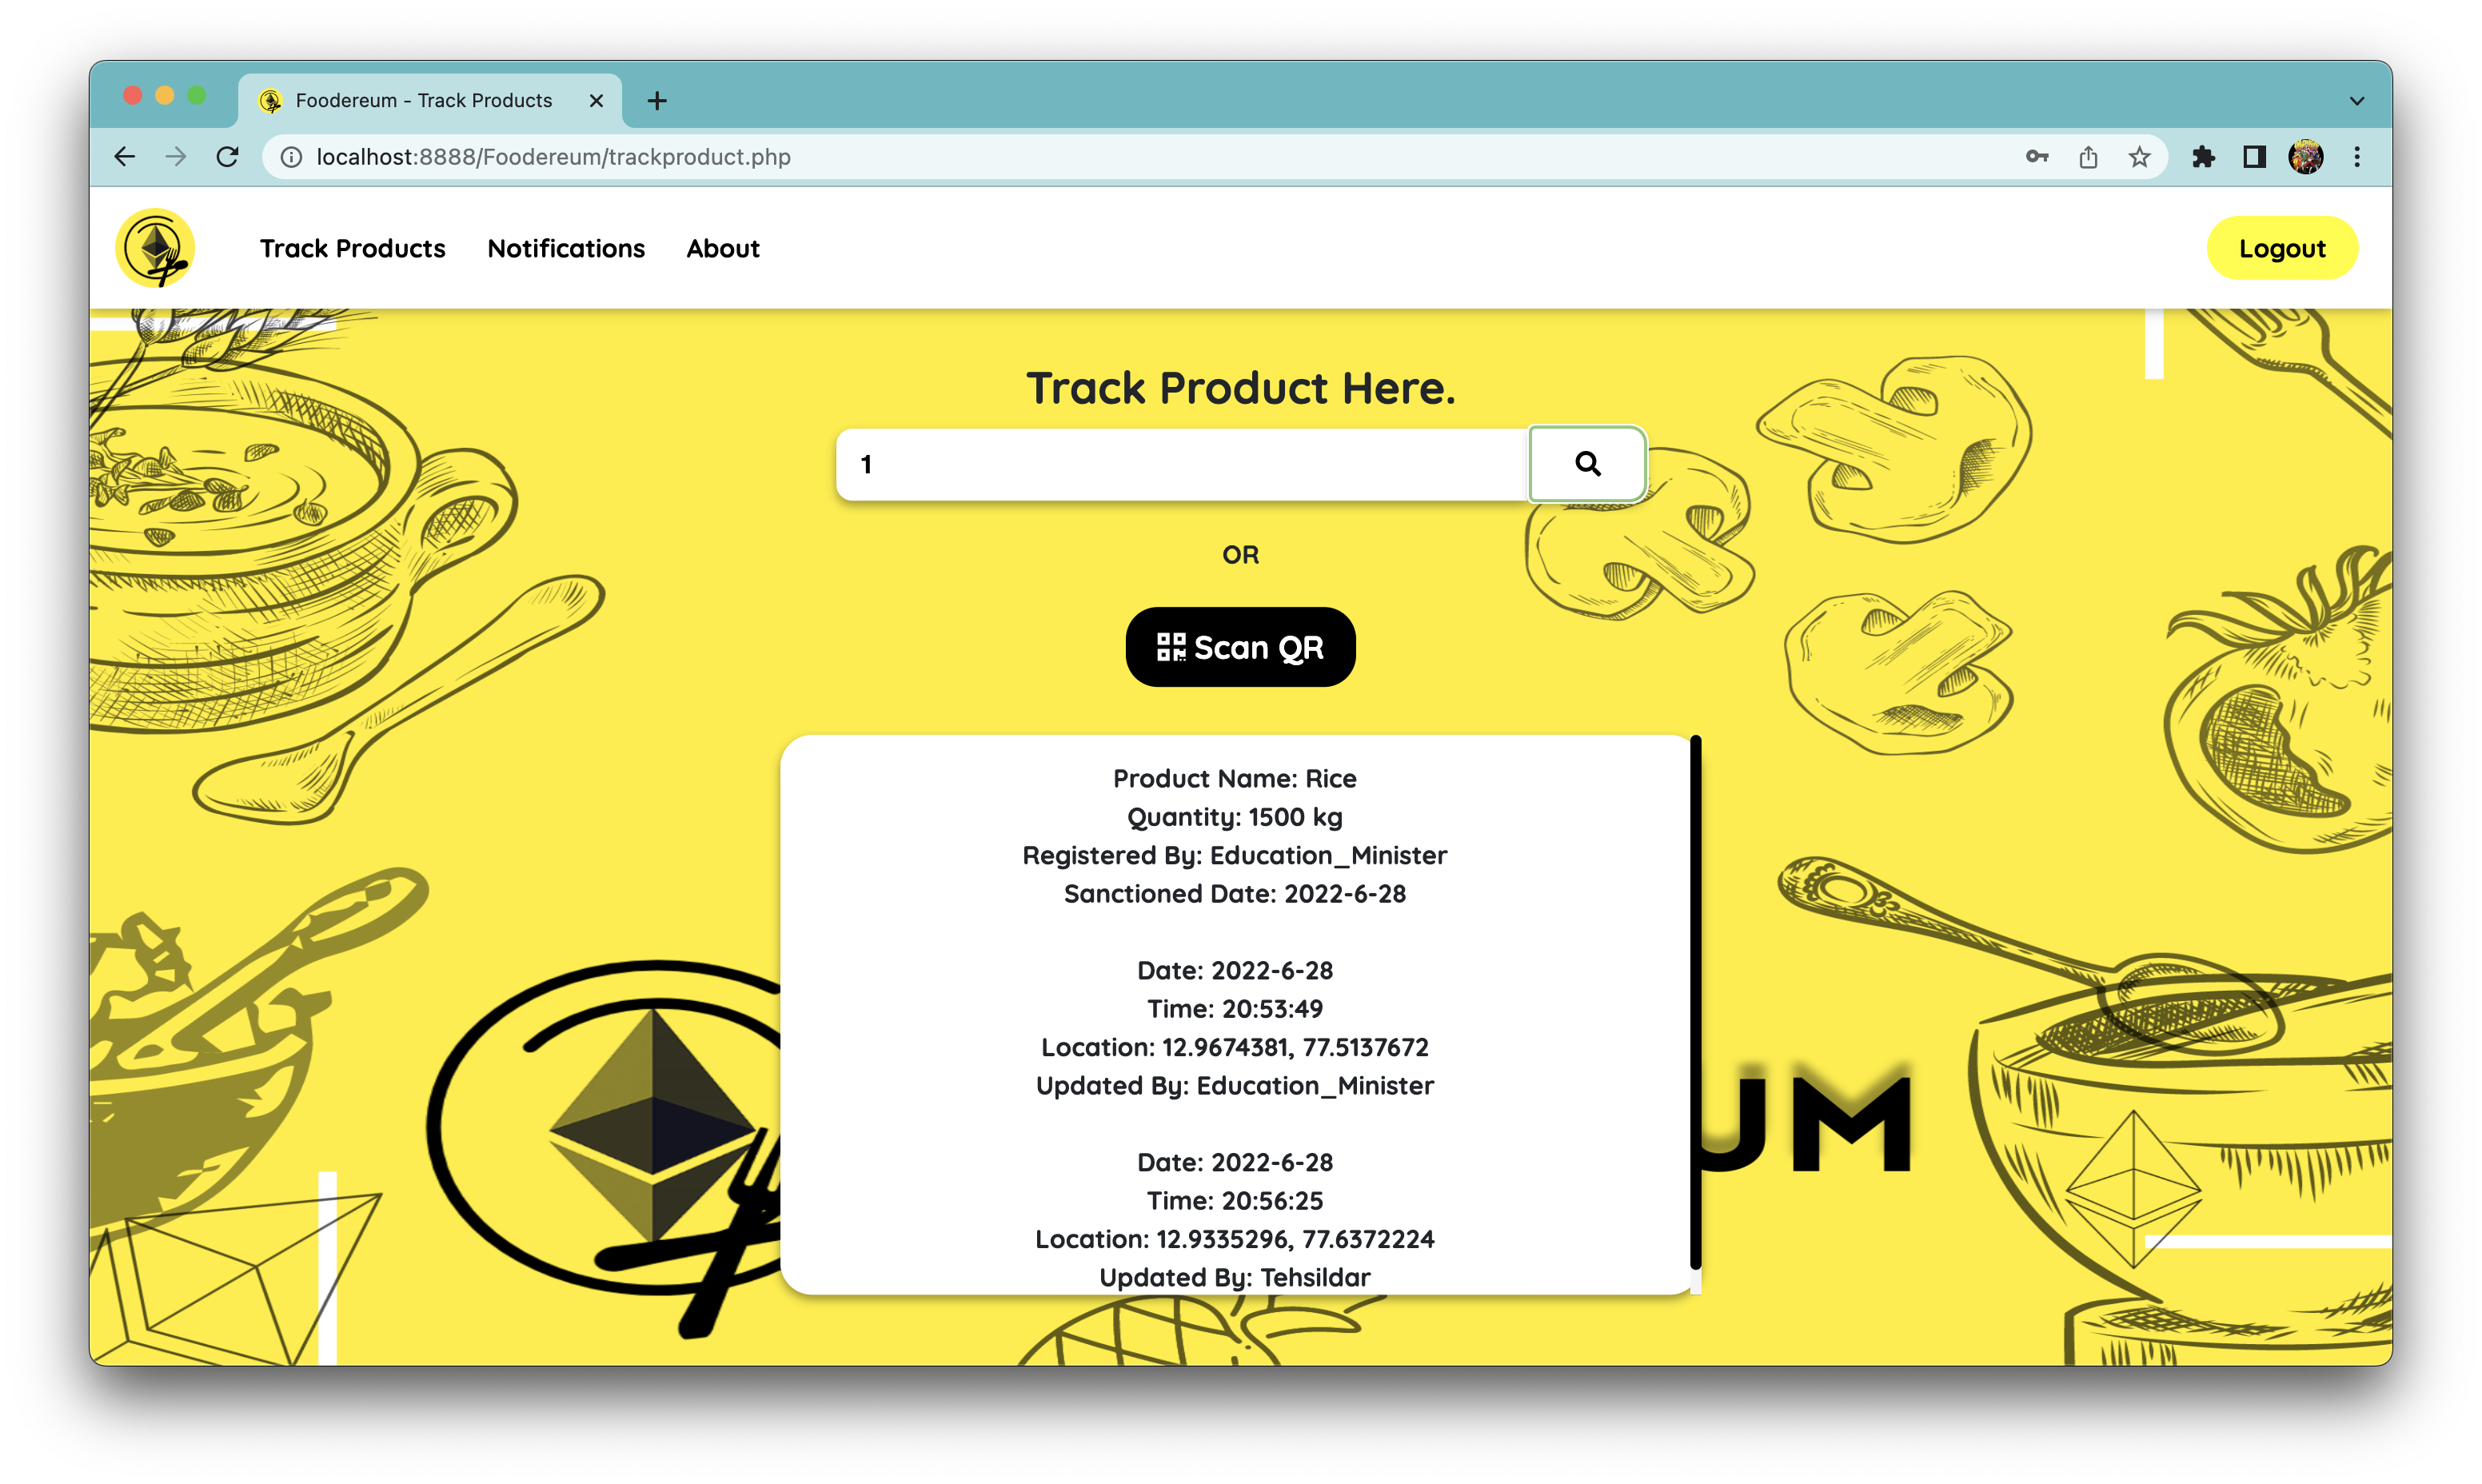 Foodereum - Track Products
localhost:8888/Foodereum/trackproduct.php
Track Products
Notifications
About
Logout
Track Product Here.
1
OR
Scan QR
Product Name: Rice
Quantity: 1500 kg
Registered By: Education_Minister
Sanctioned Date: 2022-6-28
Date: 2022-6-28
Time: 20:53:49
Location: 12.9674381, 77.5137672
Updated By: Education_Minister
Date: 2022-6-28
Time: 20:56:25
Location: 12.9335296, 77.6372224
Updated By: Tehsildar
UM